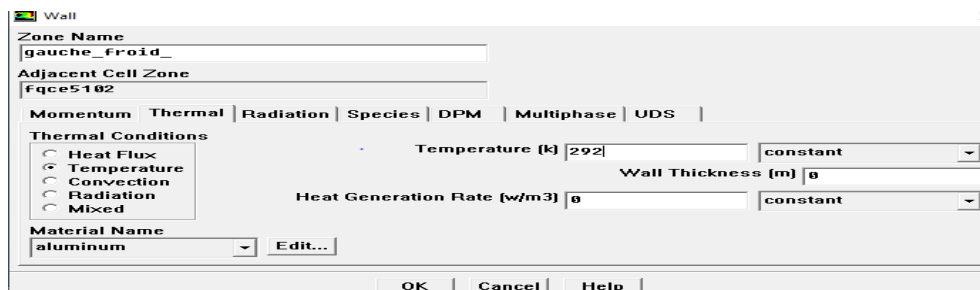 Wall
Zone Name
gauche_froid_
Adjacent Cell Zone
fqce5102
Momentum Thermal Radiation Species DPM Multiphase UDS
Thermal Conditions
Heat Flux
Temperature
Convection
Radiation
Mixed
Temperature (k) 292 constant
Wall Thickness (m) 0
Heat Generation Rate (w/m3) 0 constant
Material Name
aluminum Edit...
OK Cancel Help